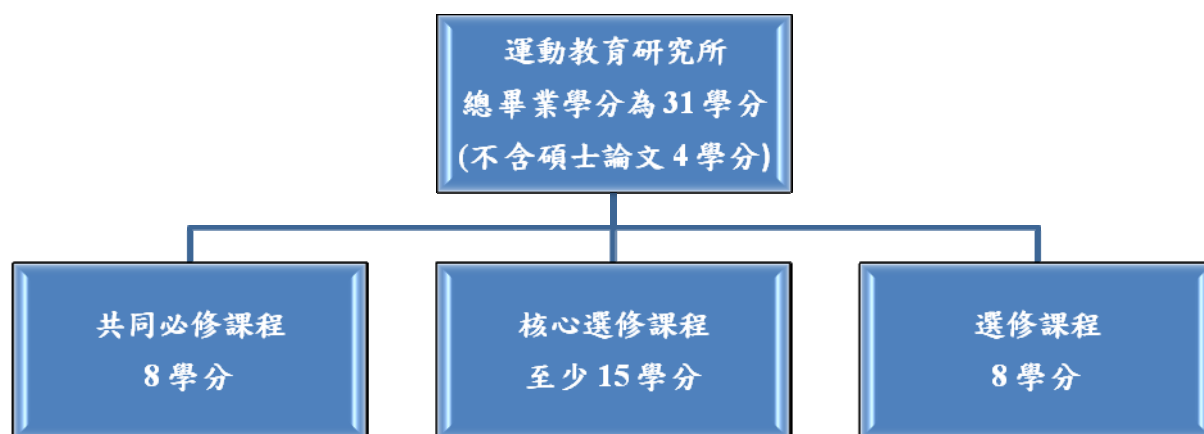 運動教育研究所
總畢業學分為31學分
(不含碩士論文4學分)
共同必修課程
8學分
核心選修課程
至少15學分
選修課程
8學分